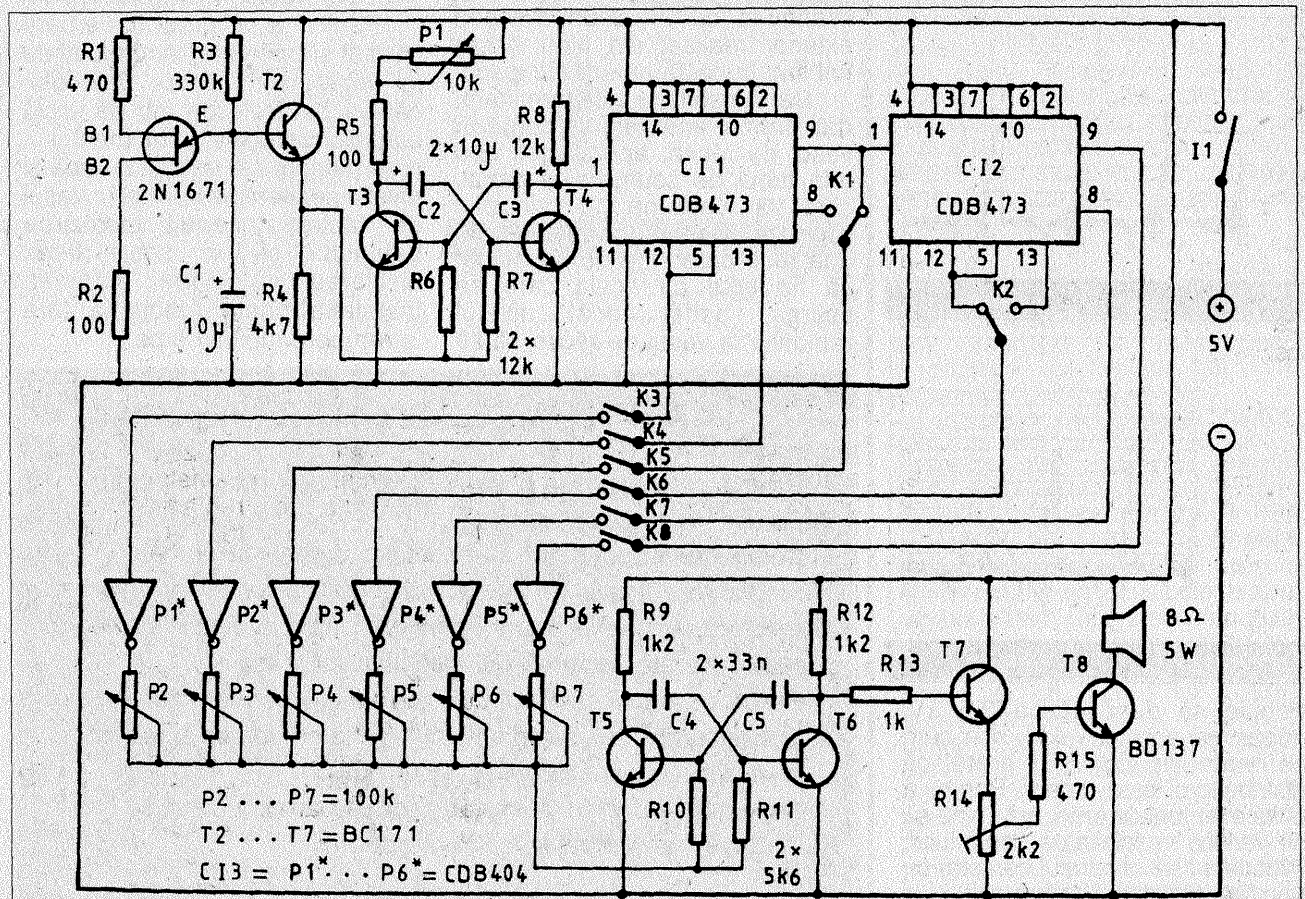 R1
470
R3
330k
T2
P1
10k
R5
100
2×10µ
R8
12k
E
B1
B2
2N1671
T3
C2
C3
T4
R2
100
C1
+
10µ
R4
4k7
R6
R7
2×
12k
+
+
4
3
7
6
2
14
10
1
9
8
CI1
CDB473
11
12
5
13
K1
4
3
7
6
2
14
10
1
9
8
CI2
CDB473
11
12
5
13
K2
I1
+
5V
-
K3
K4
K5
K6
K7
K8
P1*
P2*
P3*
P4*
P5*
P6*
P2
P3
P4
P5
P6
P7
P2...P7=100k
T2...T7=BC171
CI3= P1*...P6*=CDB404
R9
1k2
R12
1k2
2×33n
R13
1k
T5
C4
C5
T6
T7
T8
8Ω
5W
BD137
R10
R11
2×
5k6
R14
2k2
R15
470